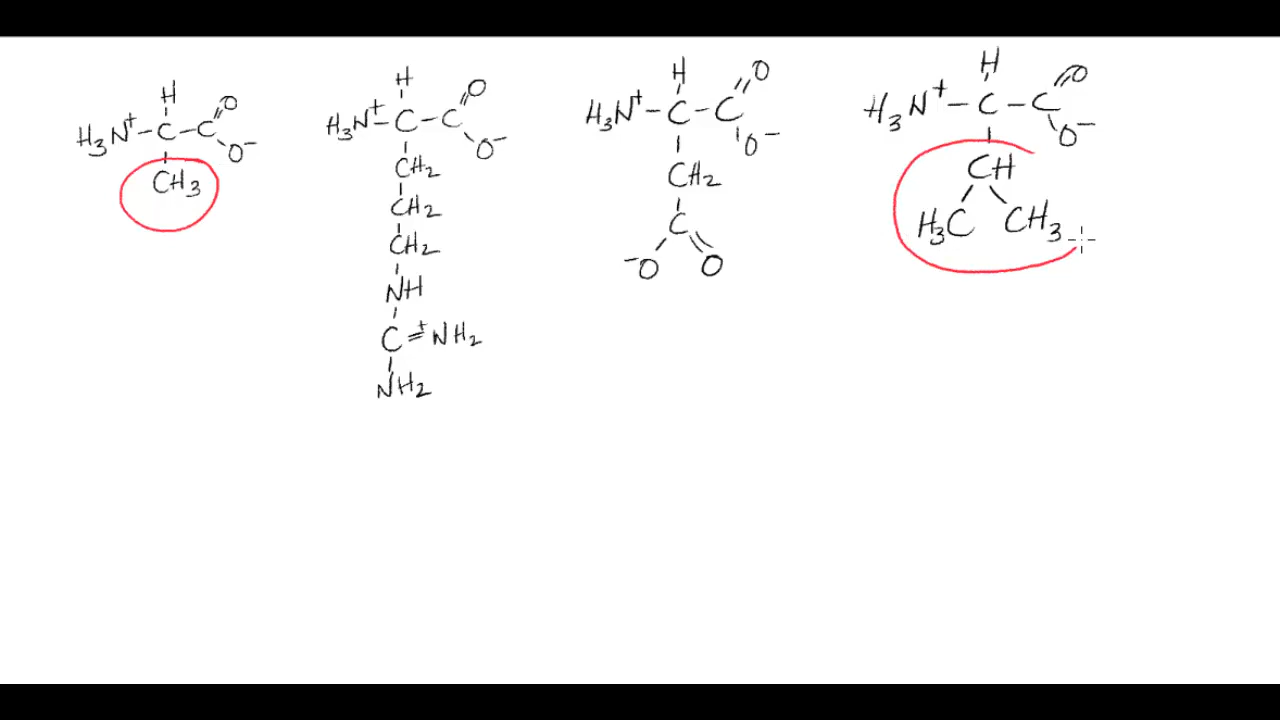 H H H H
H₃N⁺–C–C=O O⁻ H₃N⁺–C–C=O O⁻ H₃N⁺–C–C=O O⁻ H₃N⁺–C–C=O O⁻
CH₃ CH₂ CH₂ CH
CH₂ C H₃C CH₃
CH₂ ⁻O O
NH
C=⁺NH₂
NH₂